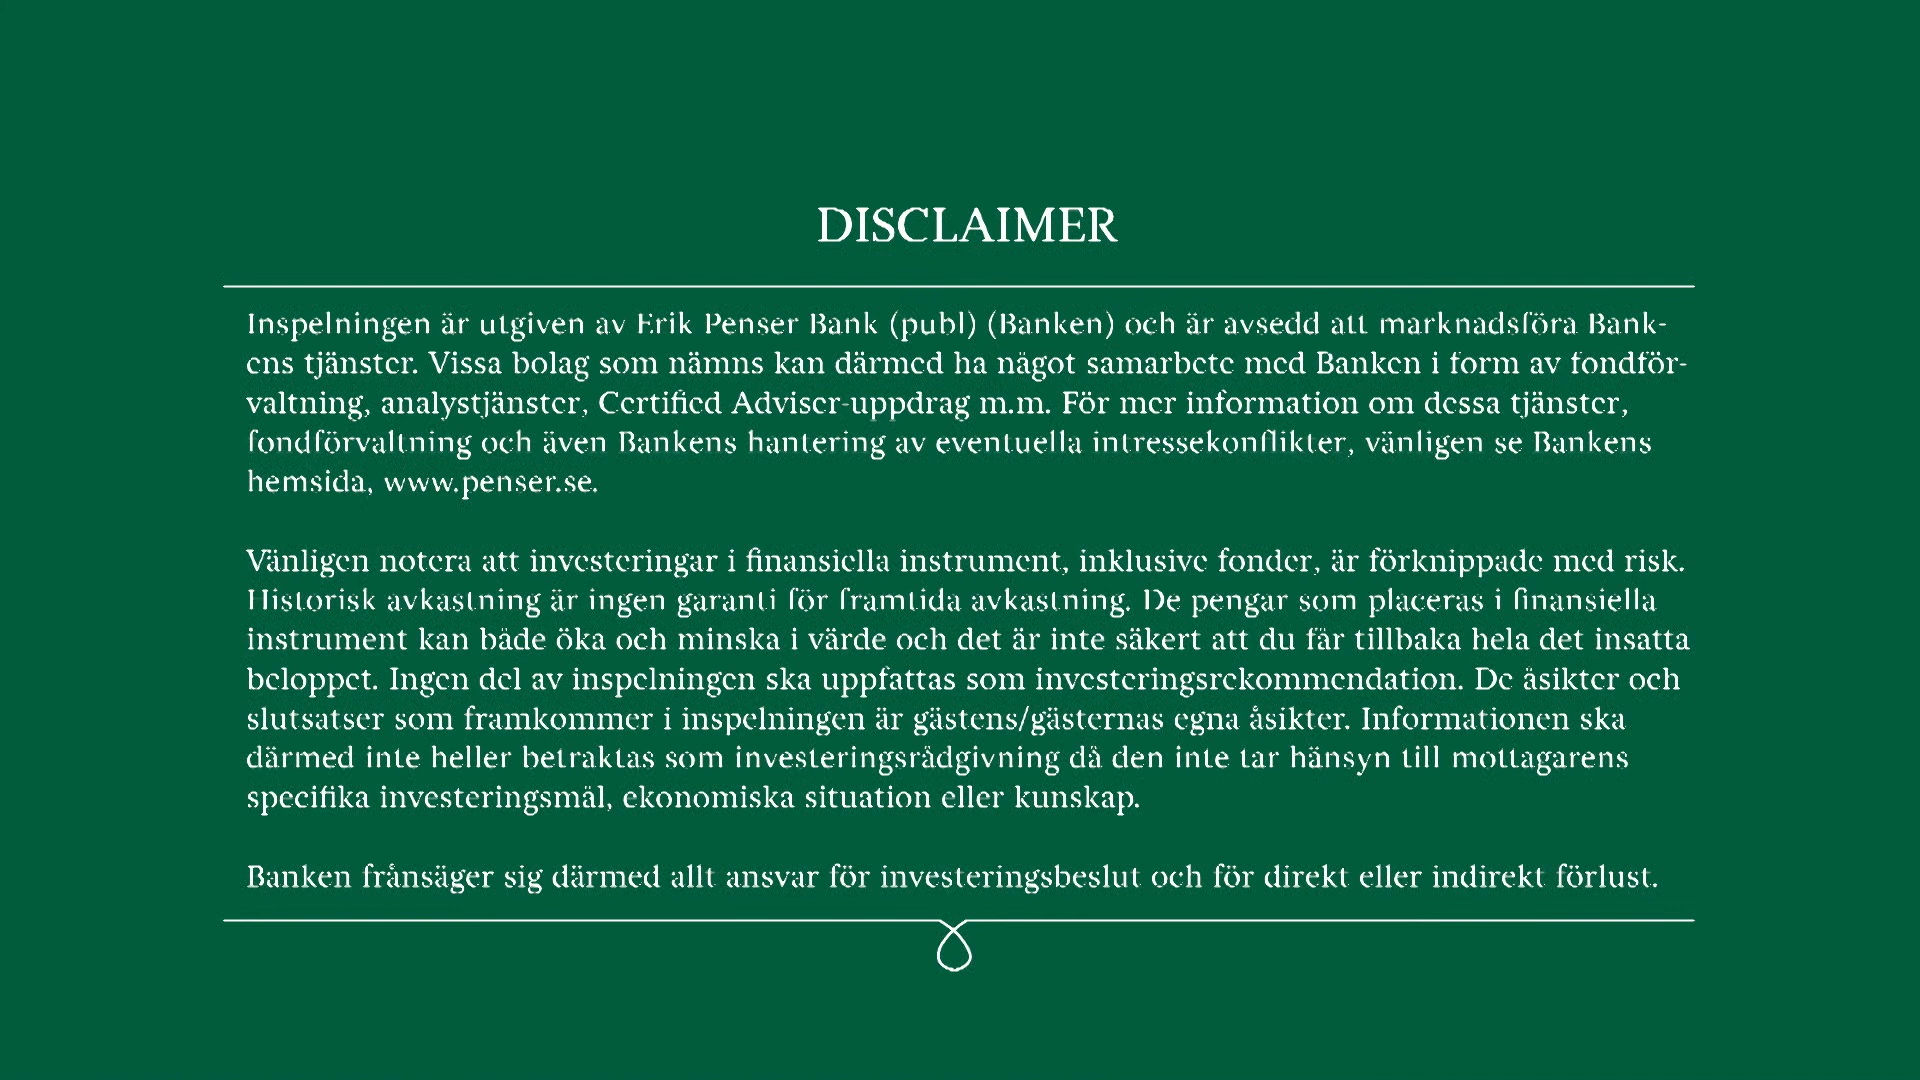 DISCLAIMER
Inspelningen är utgiven av Erik Penser Bank (publ) (Banken) och är avsedd att marknadsföra Bank-
ens tjänster. Vissa bolag som nämns kan därmed ha något samarbete med Banken i form av fondför-
valtning, analystjänster, Certified Adviser-uppdrag m.m. För mer information om dessa tjänster,
fondförvaltning och även Bankens hantering av eventuella intressekonflikter, vänligen se Bankens
hemsida, www.penser.se.
Vänligen notera att investeringar i finansiella instrument, inklusive fonder, är förknippade med risk.
Historisk avkastning är ingen garanti för framtida avkastning. De pengar som placeras i finansiella
instrument kan både öka och minska i värde och det är inte säkert att du får tillbaka hela det insatta
beloppet. Ingen del av inspelningen ska uppfattas som investeringsrekommendation. De åsikter och
slutsatser som framkommer i inspelningen är gästens/gästernas egna åsikter. Informationen ska
därmed inte heller betraktas som investeringsrådgivning då den inte tar hänsyn till mottagarens
specifika investeringsmål, ekonomiska situation eller kunskap.
Banken frånsäger sig därmed allt ansvar för investeringsbeslut och för direkt eller indirekt förlust.